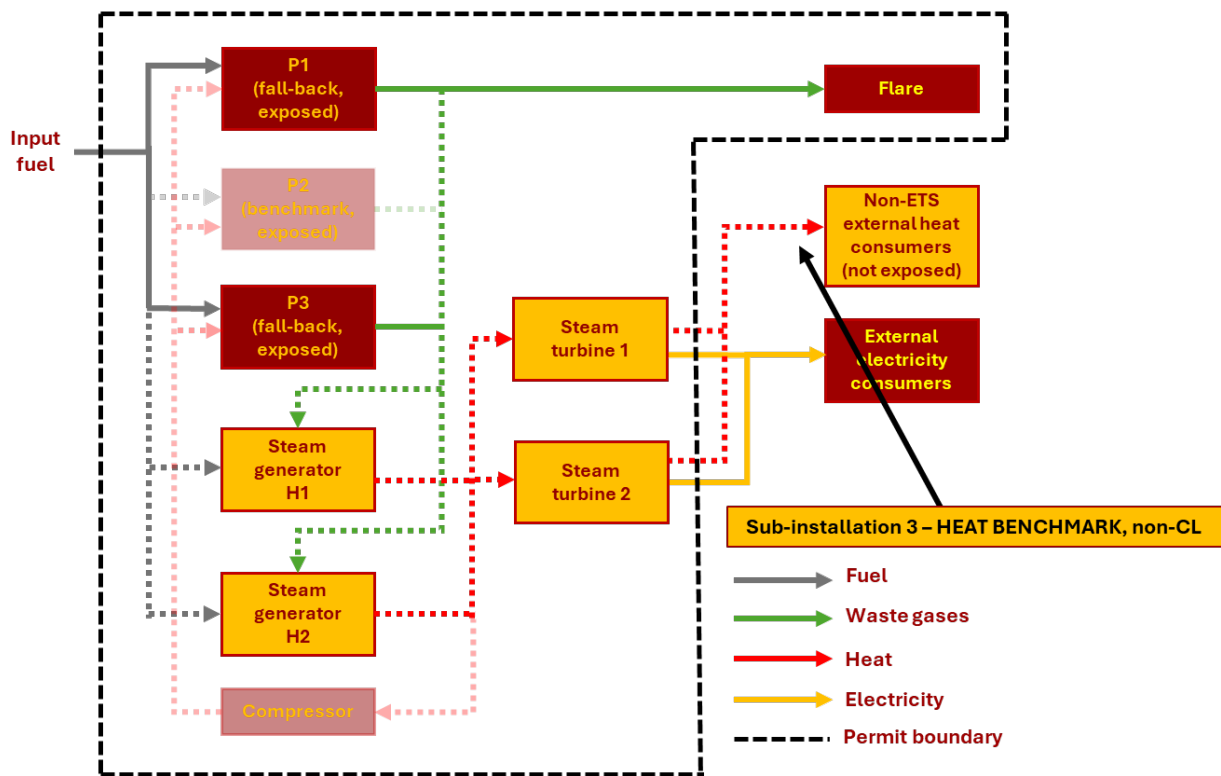 P1
(fall-back,
exposed)
Flare
Input
fuel
P2
(benchmark,
exposed)
Non-ETS
external heat
consumers
(not exposed)
P3
(fall-back,
exposed)
Steam
turbine 1
External
electricity
consumers
Steam
generator
H1
Steam
turbine 2
Sub-installation 3 – HEAT BENCHMARK, non-CL
Steam
generator
H2
Compressor
Fuel
Waste gases
Heat
Electricity
Permit boundary